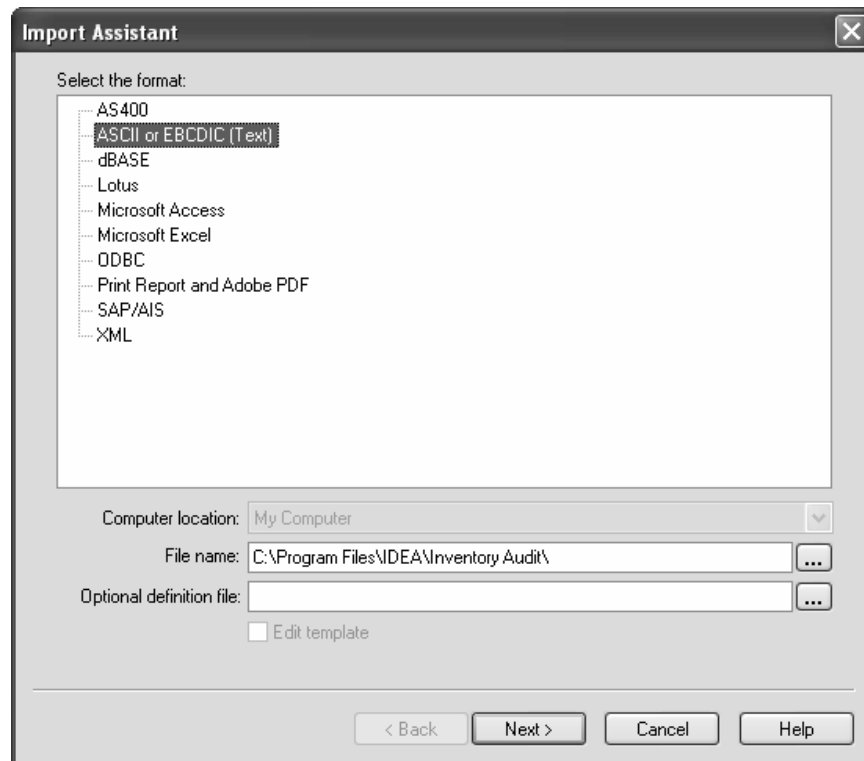 Import Assistant
Select the format:
AS400
ASCII or EBCDIC (Text)
dBASE
Lotus
Microsoft Access
Microsoft Excel
ODBC
Print Report and Adobe PDF
SAP/AIS
XML
Computer location: My Computer
File name: C:\Program Files\IDEA\Inventory Audit\ ...
Optional definition file: ...
Edit template
< Back Next > Cancel Help